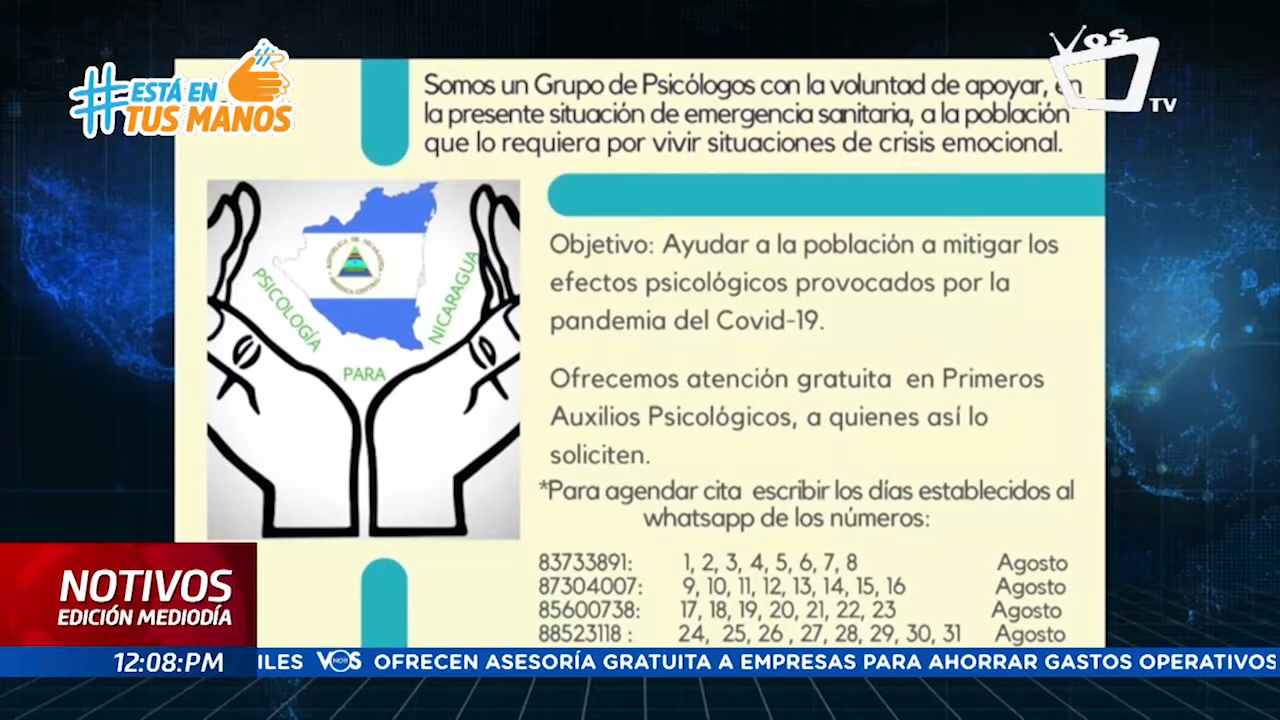 #ESTÁ EN
TUS MANOS
VOS
TV
Somos un Grupo de Psicólogos con la voluntad de apoyar, en
la presente situación de emergencia sanitaria, a la población
que lo requiera por vivir situaciones de crisis emocional.
REPÚBLICA DE NICARAGUA
AMERICA CENTRAL
PSICOLOGÍA
PARA
NICARAGUA
Objetivo: Ayudar a la población a mitigar los
efectos psicológicos provocados por la
pandemia del Covid-19.
Ofrecemos atención gratuita en Primeros
Auxilios Psicológicos, a quienes así lo
soliciten.
*Para agendar cita escribir los días establecidos al
whatsapp de los números:
83733891: 1, 2, 3, 4, 5, 6, 7, 8 Agosto
87304007: 9, 10, 11, 12, 13, 14, 15, 16 Agosto
85600738: 17, 18, 19, 20, 21, 22, 23 Agosto
88523118 : 24, 25, 26 , 27, 28, 29, 30, 31 Agosto
NOTIVOS
EDICIÓN MEDIODÍA
12:08:PM ILES VOS OFRECEN ASESORÍA GRATUITA A EMPRESAS PARA AHORRAR GASTOS OPERATIVOS